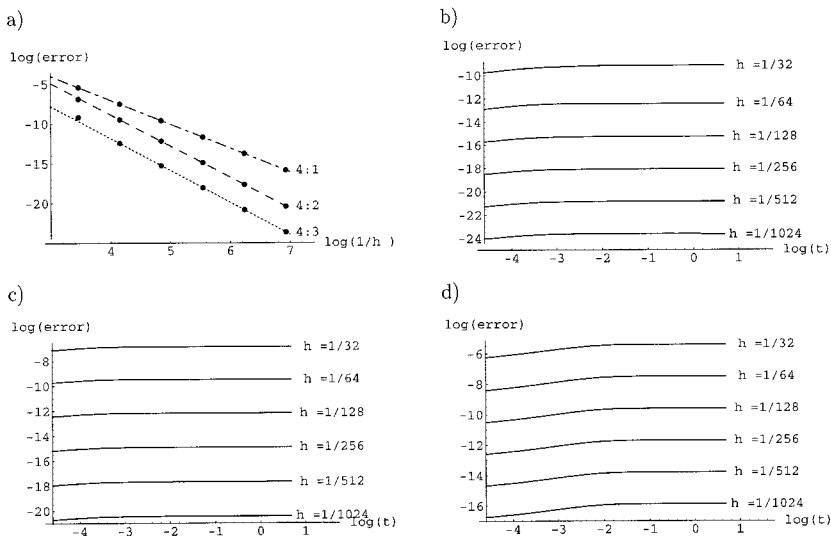 a)
log(error)
-5
-10
-15
-20
4:1
4:2
4:3
3
4
5
6
7
log(1/h )
b)
log(error)
-10
-12
-14
-16
-18
-20
-22
-24
h =1/32
h =1/64
h =1/128
h =1/256
h =1/512
h =1/1024
-4 -3 -2 -1 0 1
log(t)
c)
log(error)
-8
-10
-12
-15
-18
-20
h =1/32
h =1/64
h =1/128
h =1/256
h =1/512
h =1/1024
-4 -3 -2 -1 0 1
log(t)
d)
log(error)
-6
-8
-10
-12
-14
-16
h =1/32
h =1/64
h =1/128
h =1/256
h =1/512
h =1/1024
-4 -3 -2 -1 0 1
log(t)